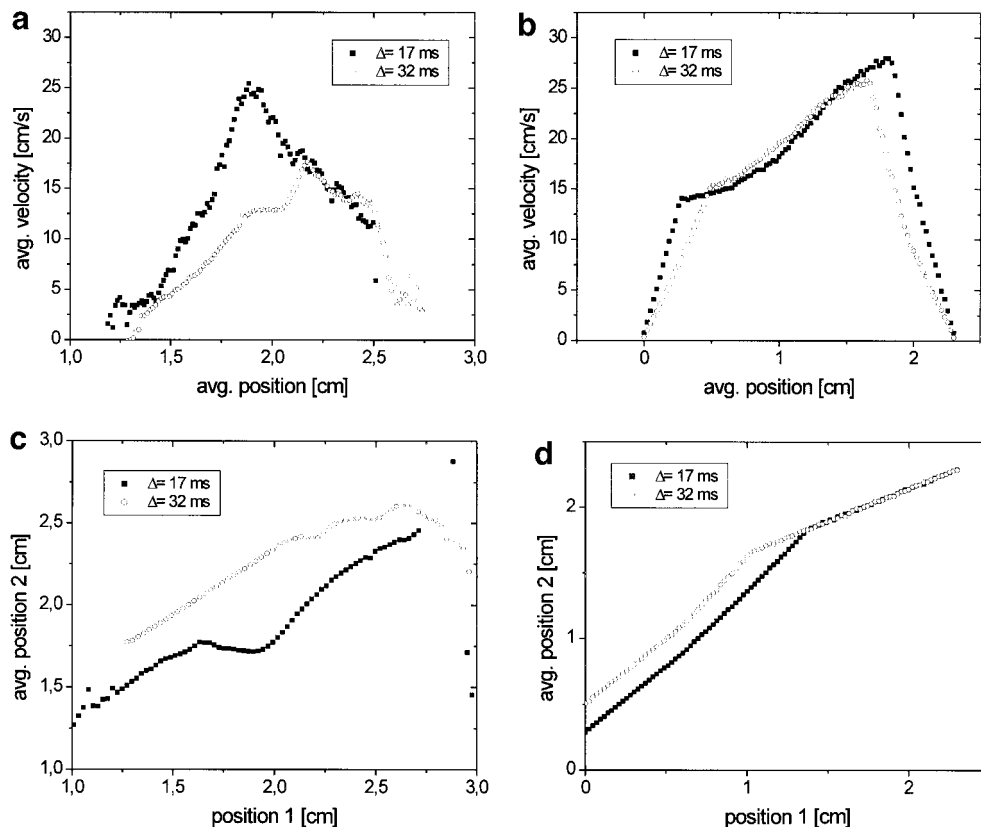 a
avg. velocity [cm/s]
30
25
20
15
10
5
0
Δ= 17 ms
Δ= 32 ms
1,0
1,5
2,0
2,5
3,0
avg. position [cm]
b
avg. velocity [cm/s]
30
25
20
15
10
5
0
Δ= 17 ms
Δ= 32 ms
0
1
2
avg. position [cm]
c
avg. position 2 [cm]
3,0
2,5
2,0
1,5
1,0
Δ= 17 ms
Δ= 32 ms
1,0
1,5
2,0
2,5
3,0
position 1 [cm]
d
avg. position 2 [cm]
2
1
0
Δ= 17 ms
Δ= 32 ms
0
1
2
position 1 [cm]